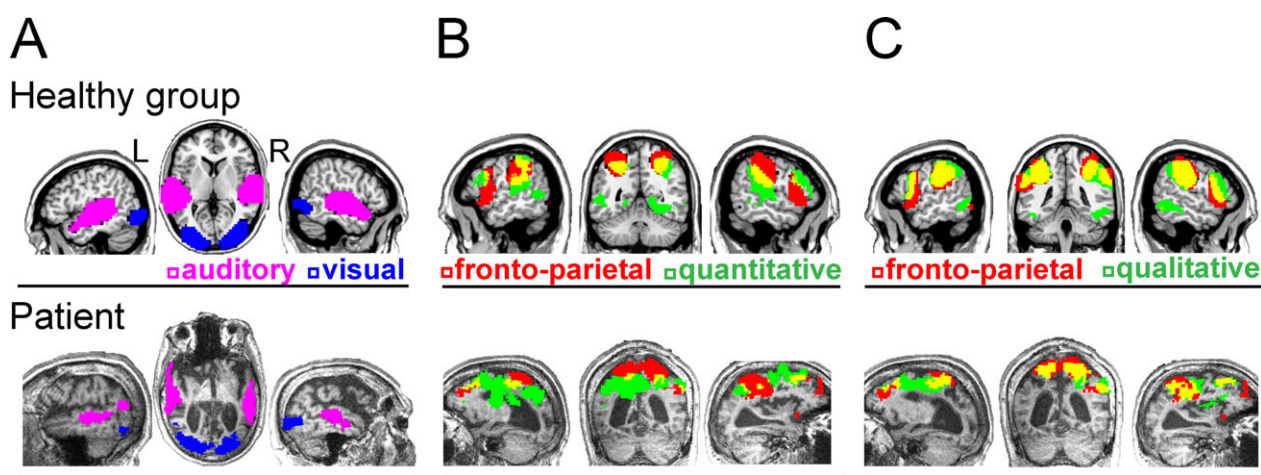 A
B
C
Healthy group
L
R
auditory visual
fronto-parietal quantitative
fronto-parietal qualitative
Patient